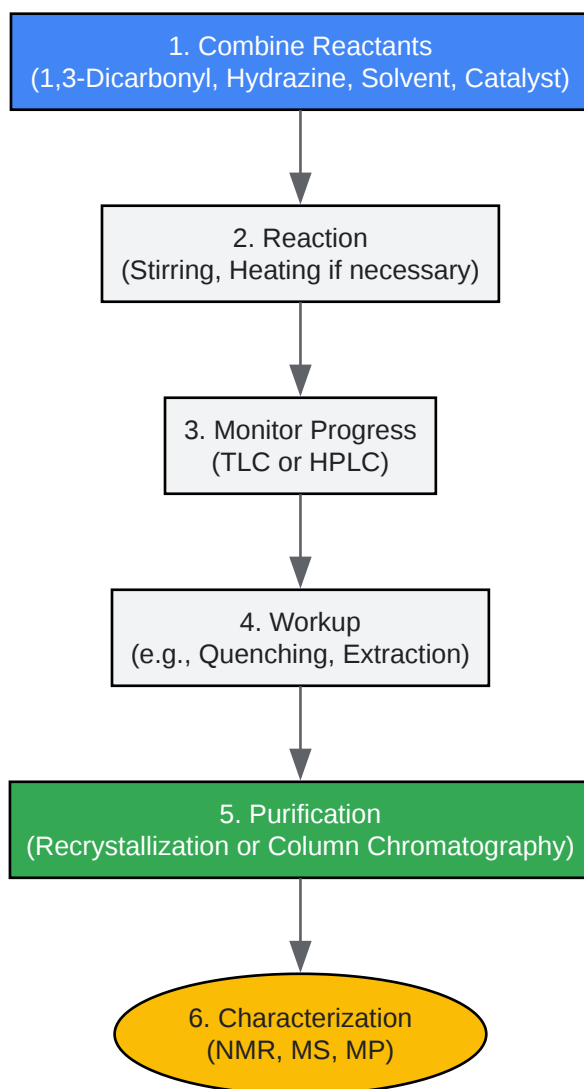 1. Combine Reactants
(1,3-Dicarbonyl, Hydrazine, Solvent, Catalyst)
2. Reaction
(Stirring, Heating if necessary)
3. Monitor Progress
(TLC or HPLC)
4. Workup
(e.g., Quenching, Extraction)
5. Purification
(Recrystallization or Column Chromatography)
6. Characterization
(NMR, MS, MP)